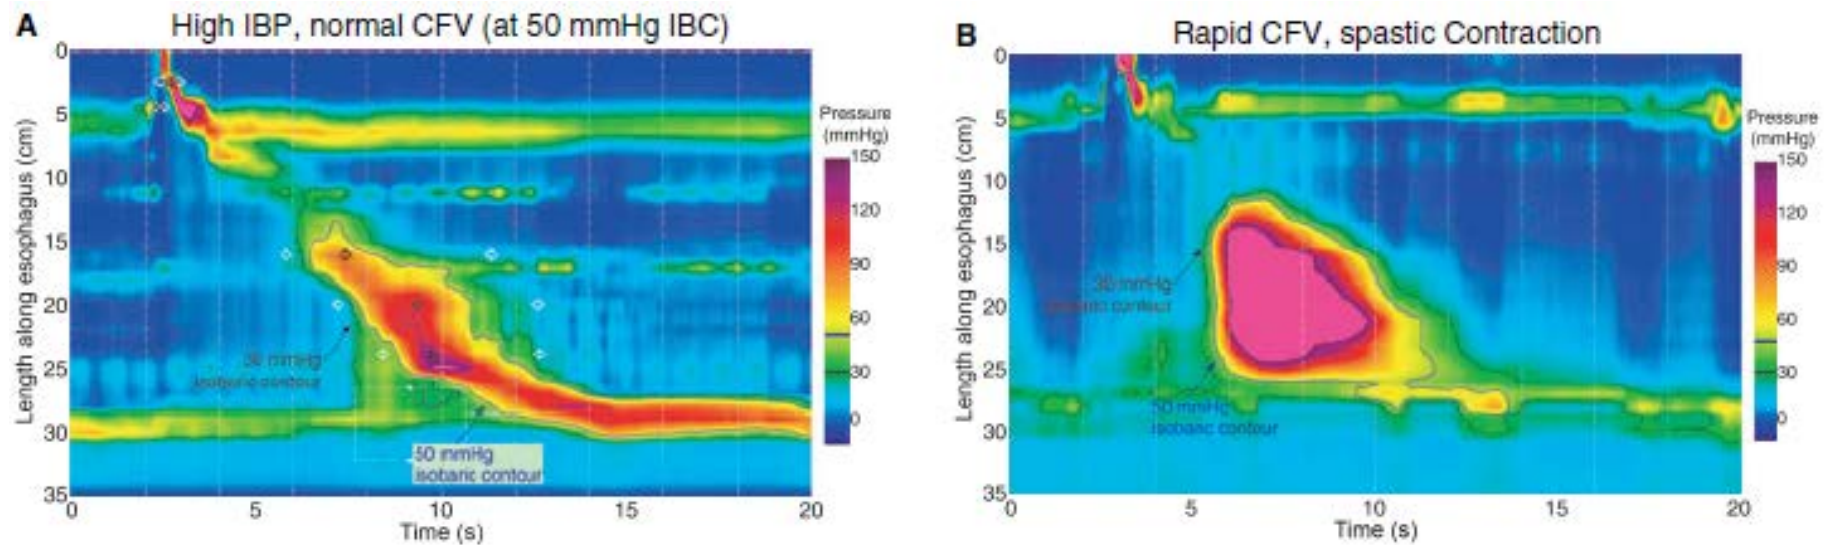 A
High IBP, normal CFV (at 50 mmHg IBC)
0
5
10
15
20
25
30
35
Length along esophagus (cm)
30 mmHg
isobaric contour
50 mmHg
isobaric contour
0
5
10
15
20
Time (s)
Pressure
(mmHg)
150
120
90
60
30
0
B
Rapid CFV, spastic Contraction
0
5
10
15
20
25
30
35
Length along esophagus (cm)
30 mmHg
isobaric contour
50 mmHg
isobaric contour
0
5
10
15
20
Time (s)
Pressure
(mmHg)
150
120
90
60
30
0